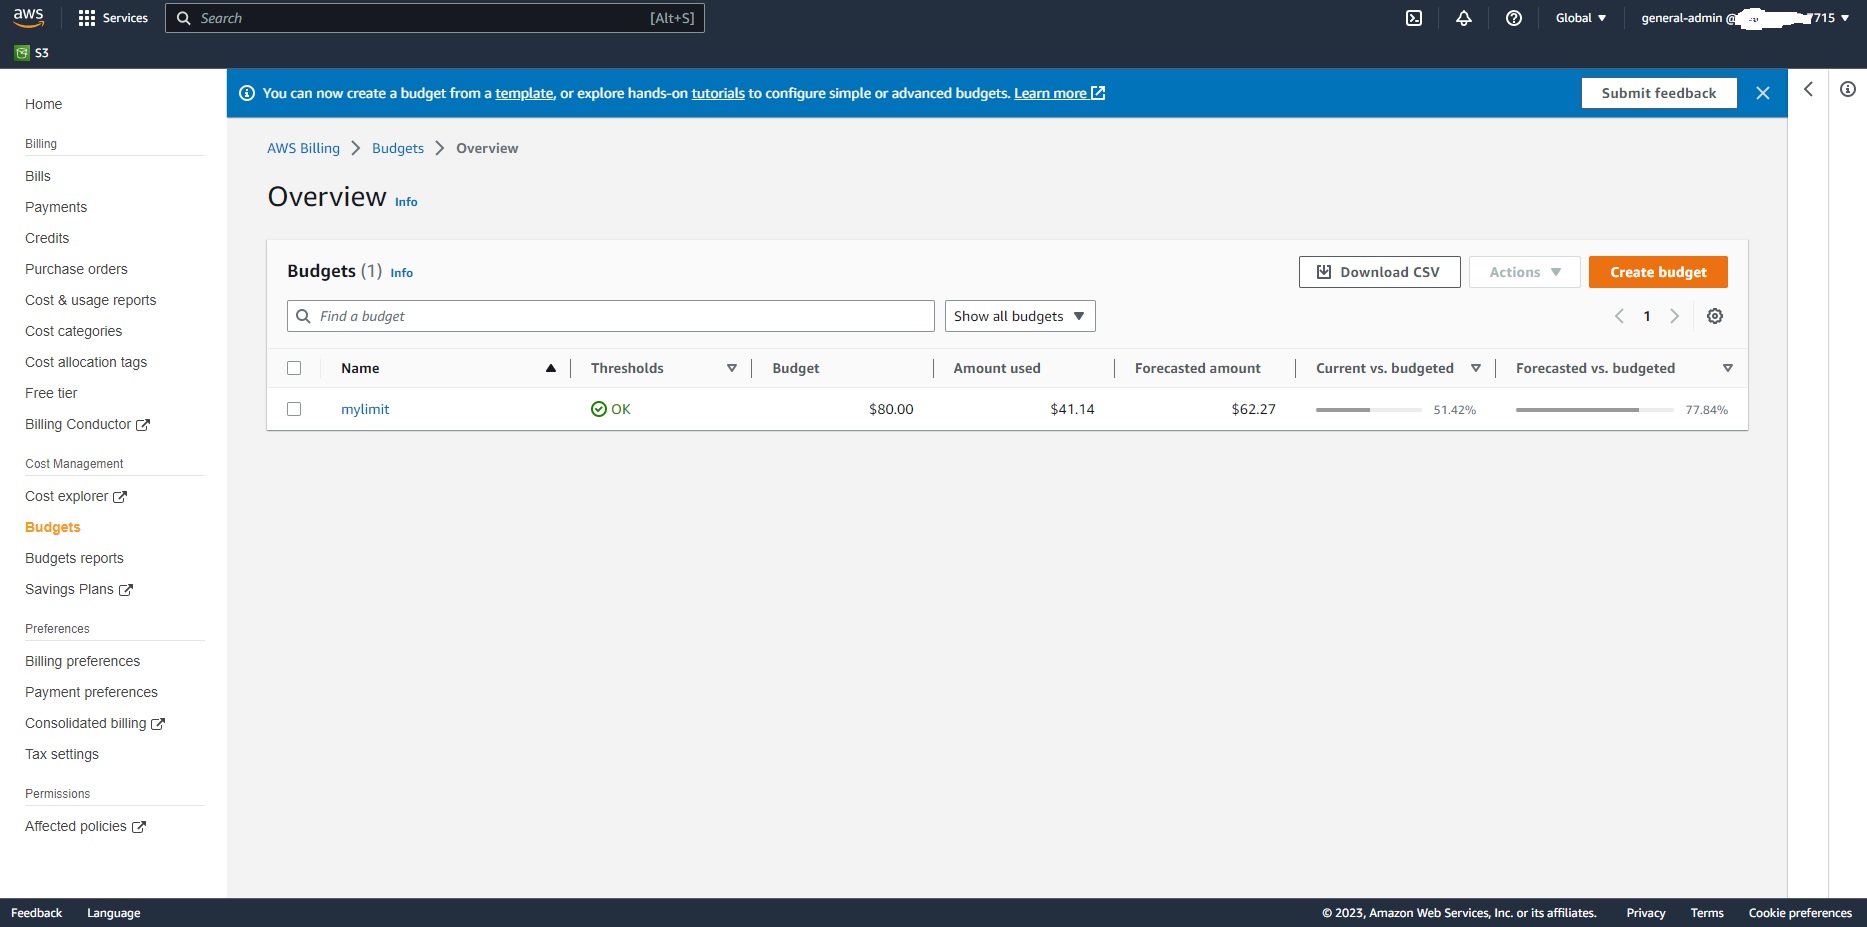 aws
Services
Search [Alt+S]
Global
general-admin @ 7715
S3
Home
Billing
Bills
Payments
Credits
Purchase orders
Cost & usage reports
Cost categories
Cost allocation tags
Free tier
Billing Conductor
Cost Management
Cost explorer
Budgets
Budgets reports
Savings Plans
Preferences
Billing preferences
Payment preferences
Consolidated billing
Tax settings
Permissions
Affected policies
You can now create a budget from a template, or explore hands-on tutorials to configure simple or advanced budgets. Learn more
Submit feedback
AWS Billing Budgets Overview
Overview Info
Budgets (1) Info
Download CSV
Actions
Create budget
Find a budget
Show all budgets
1
Name Thresholds Budget Amount used Forecasted amount Current vs. budgeted Forecasted vs. budgeted
mylimit OK $80.00 $41.14 $62.27 51.42% 77.84%
Feedback Language © 2023, Amazon Web Services, Inc. or its affiliates. Privacy Terms Cookie preferences